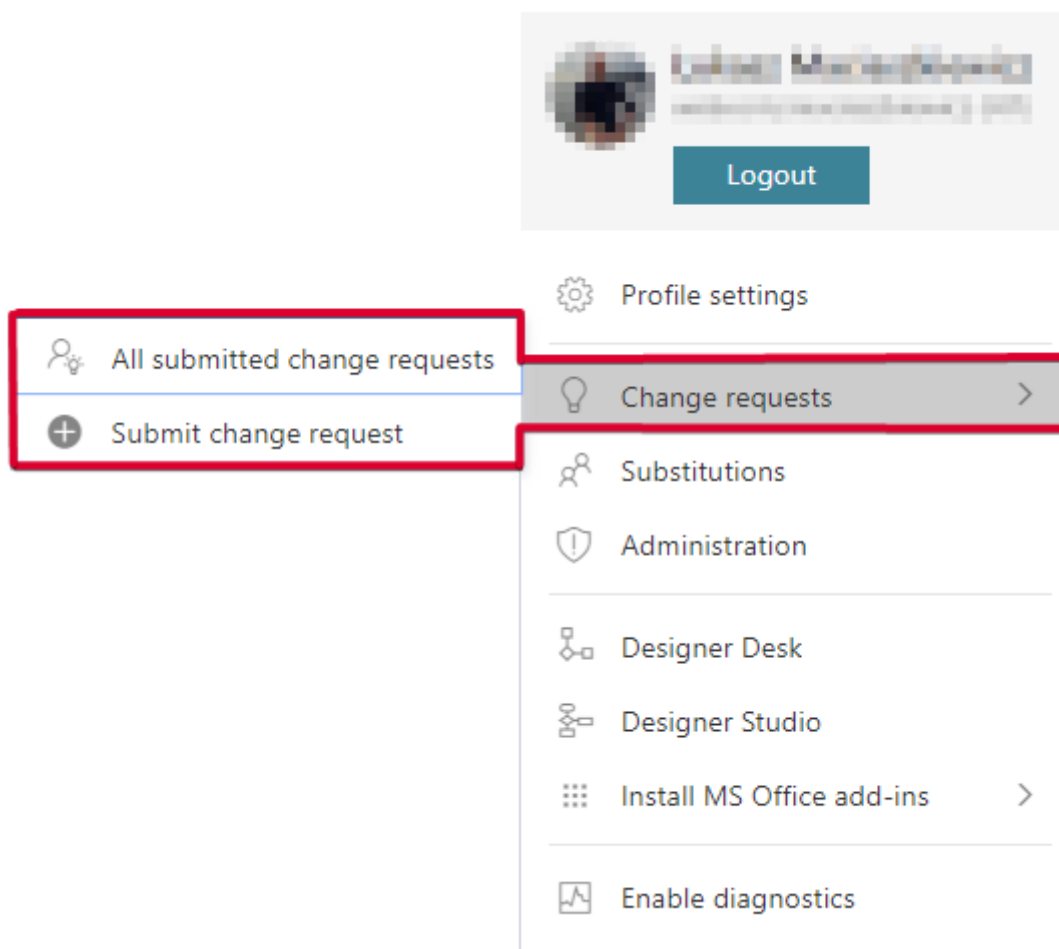 Logout
Profile settings
All submitted change requests
Submit change request
Change requests
Substitutions
Administration
Designer Desk
Designer Studio
Install MS Office add-ins
Enable diagnostics